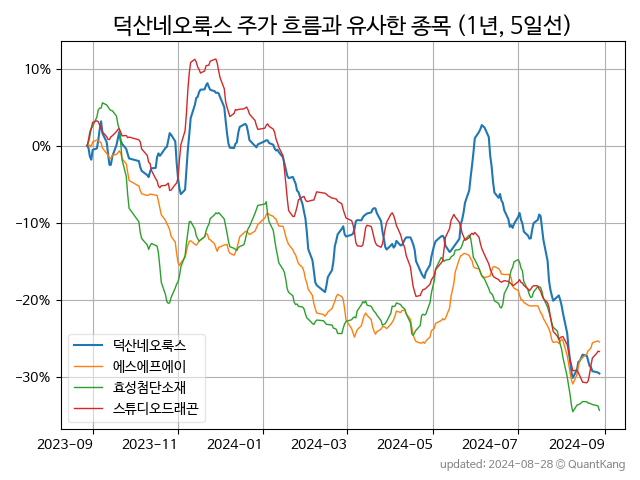 덕산네오룩스 주가 흐름과 유사한 종목 (1년, 5일선)
10%
0%
−10%
−20%
−30%
덕산네오룩스
에스에프에이
효성첨단소재
스튜디오드래곤
2023-09 2023-11 2024-01 2024-03 2024-05 2024-07 2024-09
updated: 2024-08-28 © QuantKang